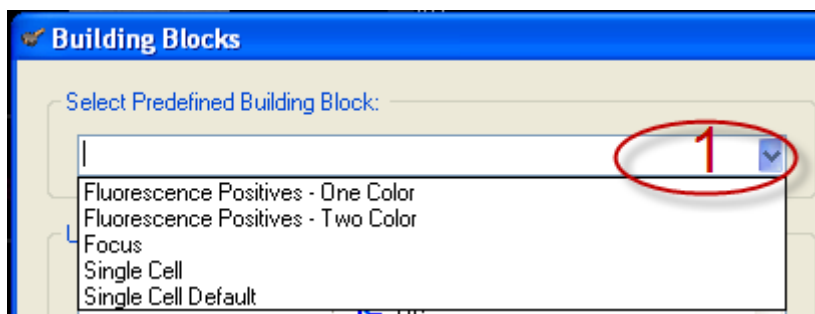 Building Blocks
Select Predefined Building Block:
1
Fluorescence Positives - One Color
Fluorescence Positives - Two Color
Focus
Single Cell
Single Cell Default